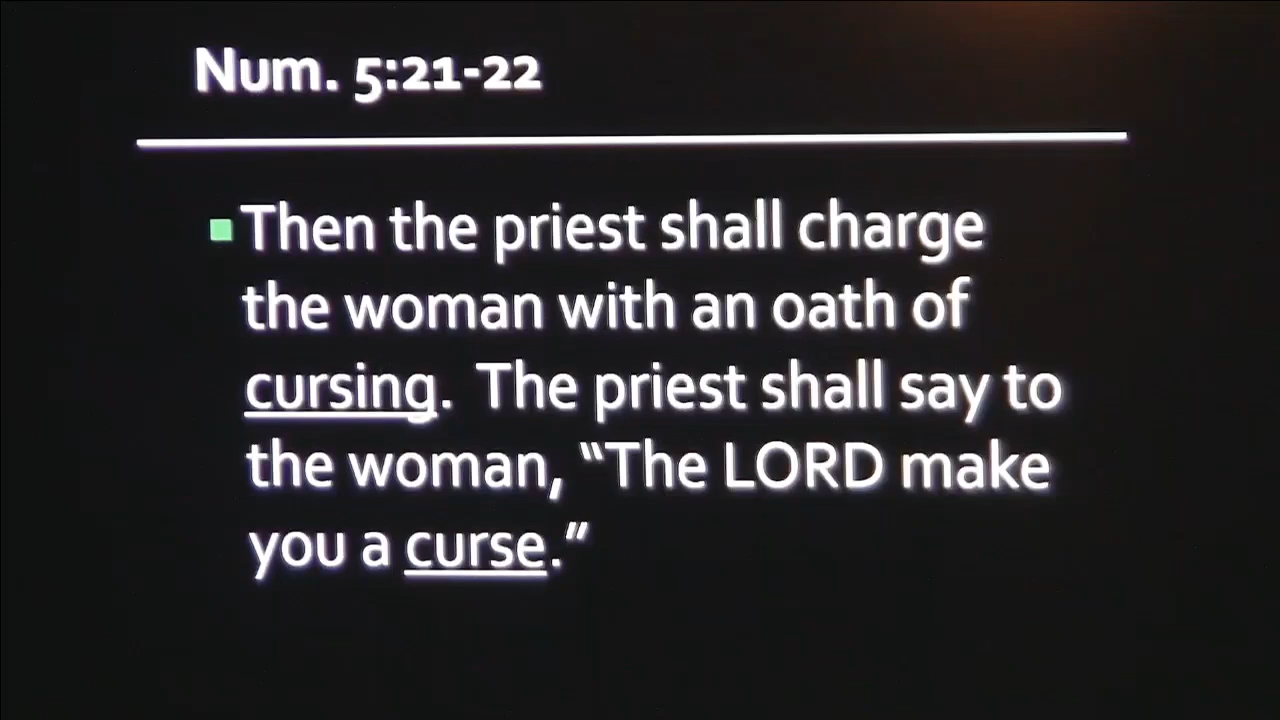 Num. 5:21-22
Then the priest shall charge
the woman with an oath of
cursing. The priest shall say to
the woman, “The LORD make
you a curse.”